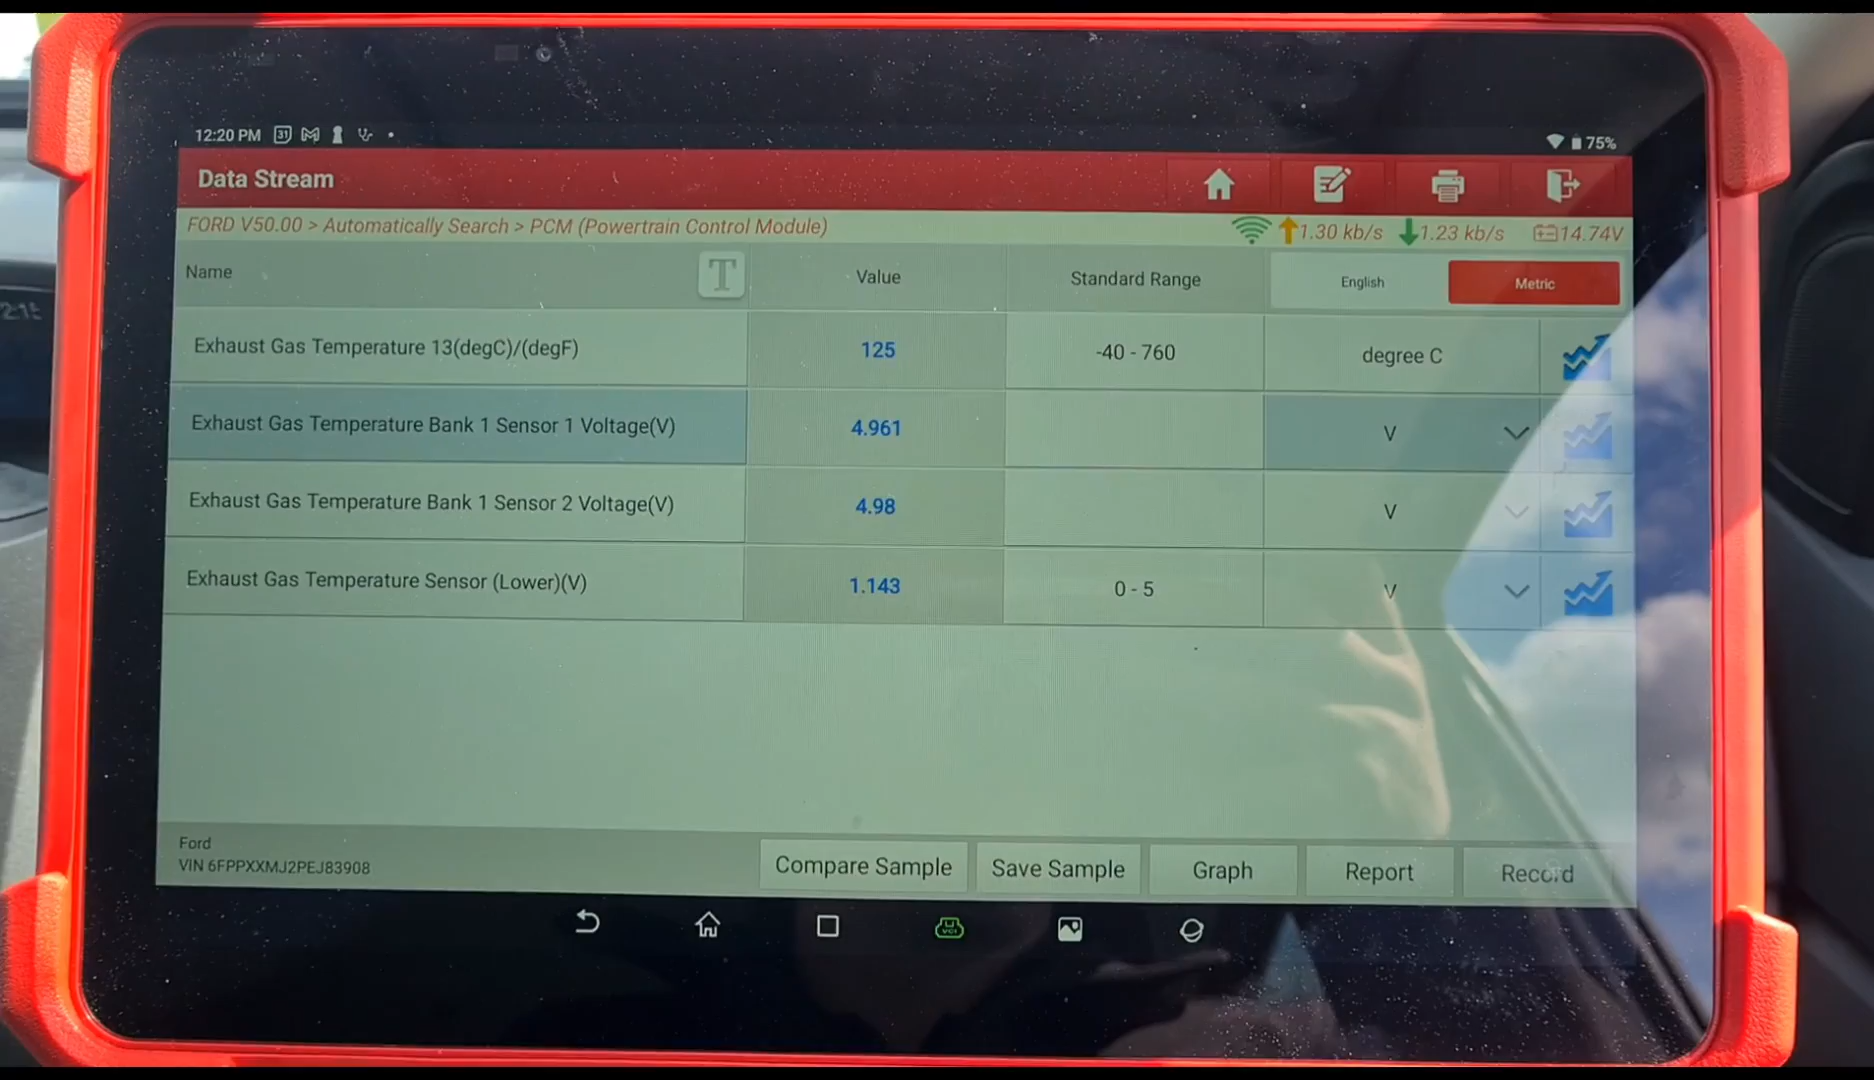 12:20 PM 31
75%
Data Stream
FORD V50.00 > Automatically Search > PCM (Powertrain Control Module)
1.30 kb/s 1.23 kb/s 14.74V
Name T Value Standard Range English Metric
Exhaust Gas Temperature 13(degC)/(degF) 125 -40 - 760 degree C
Exhaust Gas Temperature Bank 1 Sensor 1 Voltage(V) 4.961 V
Exhaust Gas Temperature Bank 1 Sensor 2 Voltage(V) 4.98 V
Exhaust Gas Temperature Sensor (Lower)(V) 1.143 0 - 5 V
Ford
VIN 6FPPXXMJ2PEJ83908
Compare Sample Save Sample Graph Report Record
VCI